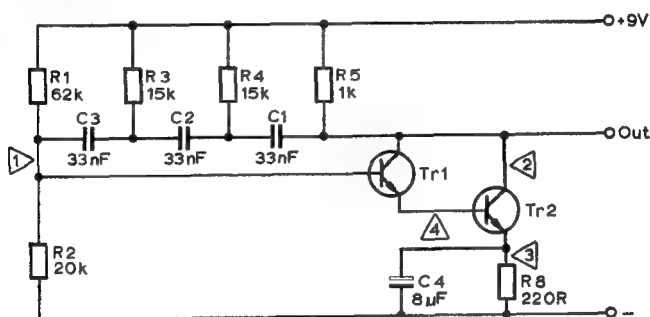 +9V
R1
62k
R3
15k
R4
15k
R5
1k
C3
33nF
C2
33nF
C1
33nF
Out
1
Tr1
2
Tr2
4
3
R2
20k
C4
8µF
R8
220R
-